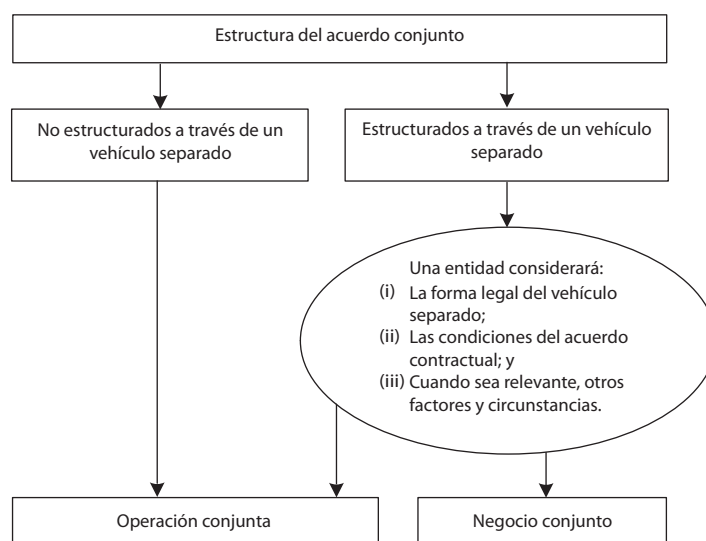 Estructura del acuerdo conjunto
No estructurados a través de un
vehículo separado
Estructurados a través de un vehículo
separado
Una entidad considerará:
(i) La forma legal del vehículo
separado;
(ii) Las condiciones del acuerdo
contractual; y
(iii) Cuando sea relevante, otros
factores y circunstancias.
Operación conjunta
Negocio conjunto